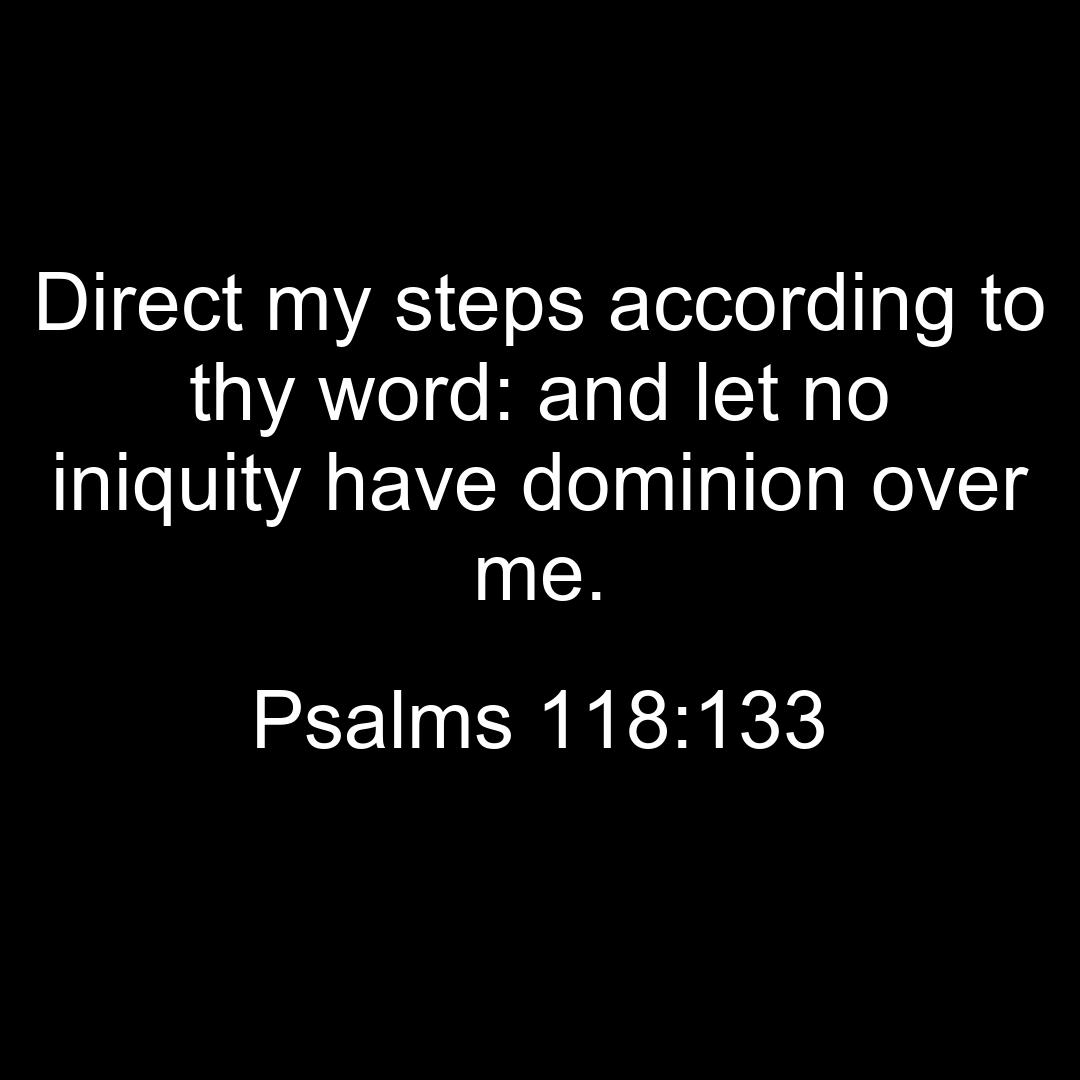 Direct my steps according to
thy word: and let no
iniquity have dominion over
me.
Psalms 118:133